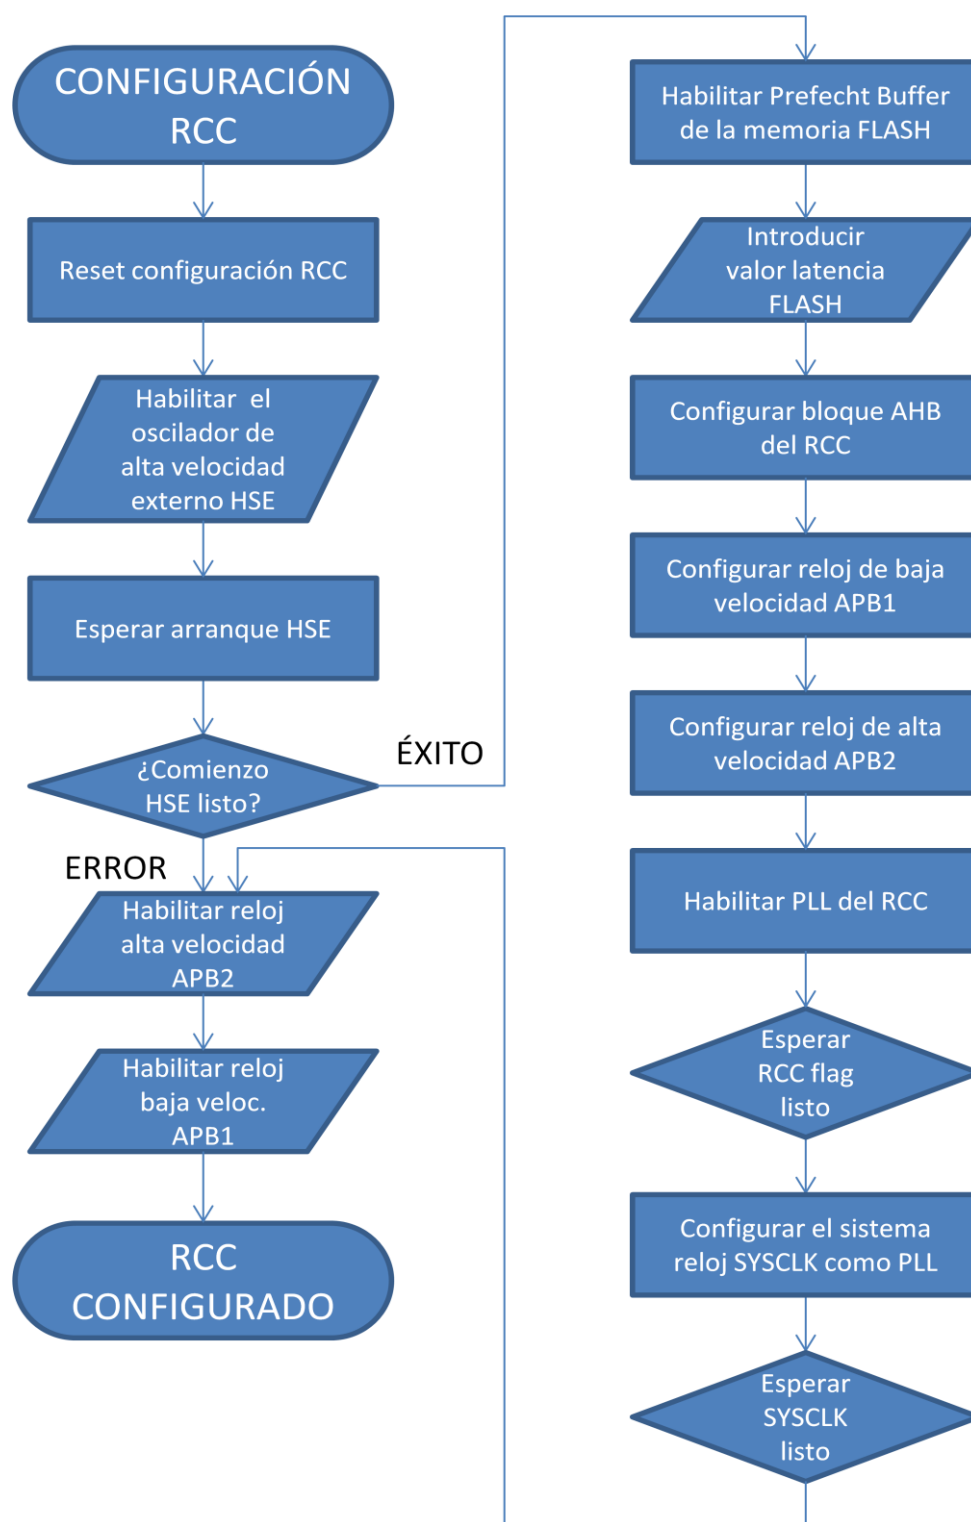 CONFIGURACIÓN
RCC
Reset configuración RCC
Habilitar el
oscilador de
alta velocidad
externo HSE
Esperar arranque HSE
¿Comienzo
HSE listo?
ÉXITO
ERROR
Habilitar reloj
alta velocidad
APB2
Habilitar reloj
baja veloc.
APB1
RCC
CONFIGURADO
Habilitar Prefecht Buffer
de la memoria FLASH
Introducir
valor latencia
FLASH
Configurar bloque AHB
del RCC
Configurar reloj de baja
velocidad APB1
Configurar reloj de alta
velocidad APB2
Habilitar PLL del RCC
Esperar
RCC flag
listo
Configurar el sistema
reloj SYSCLK como PLL
Esperar
SYSCLK
listo